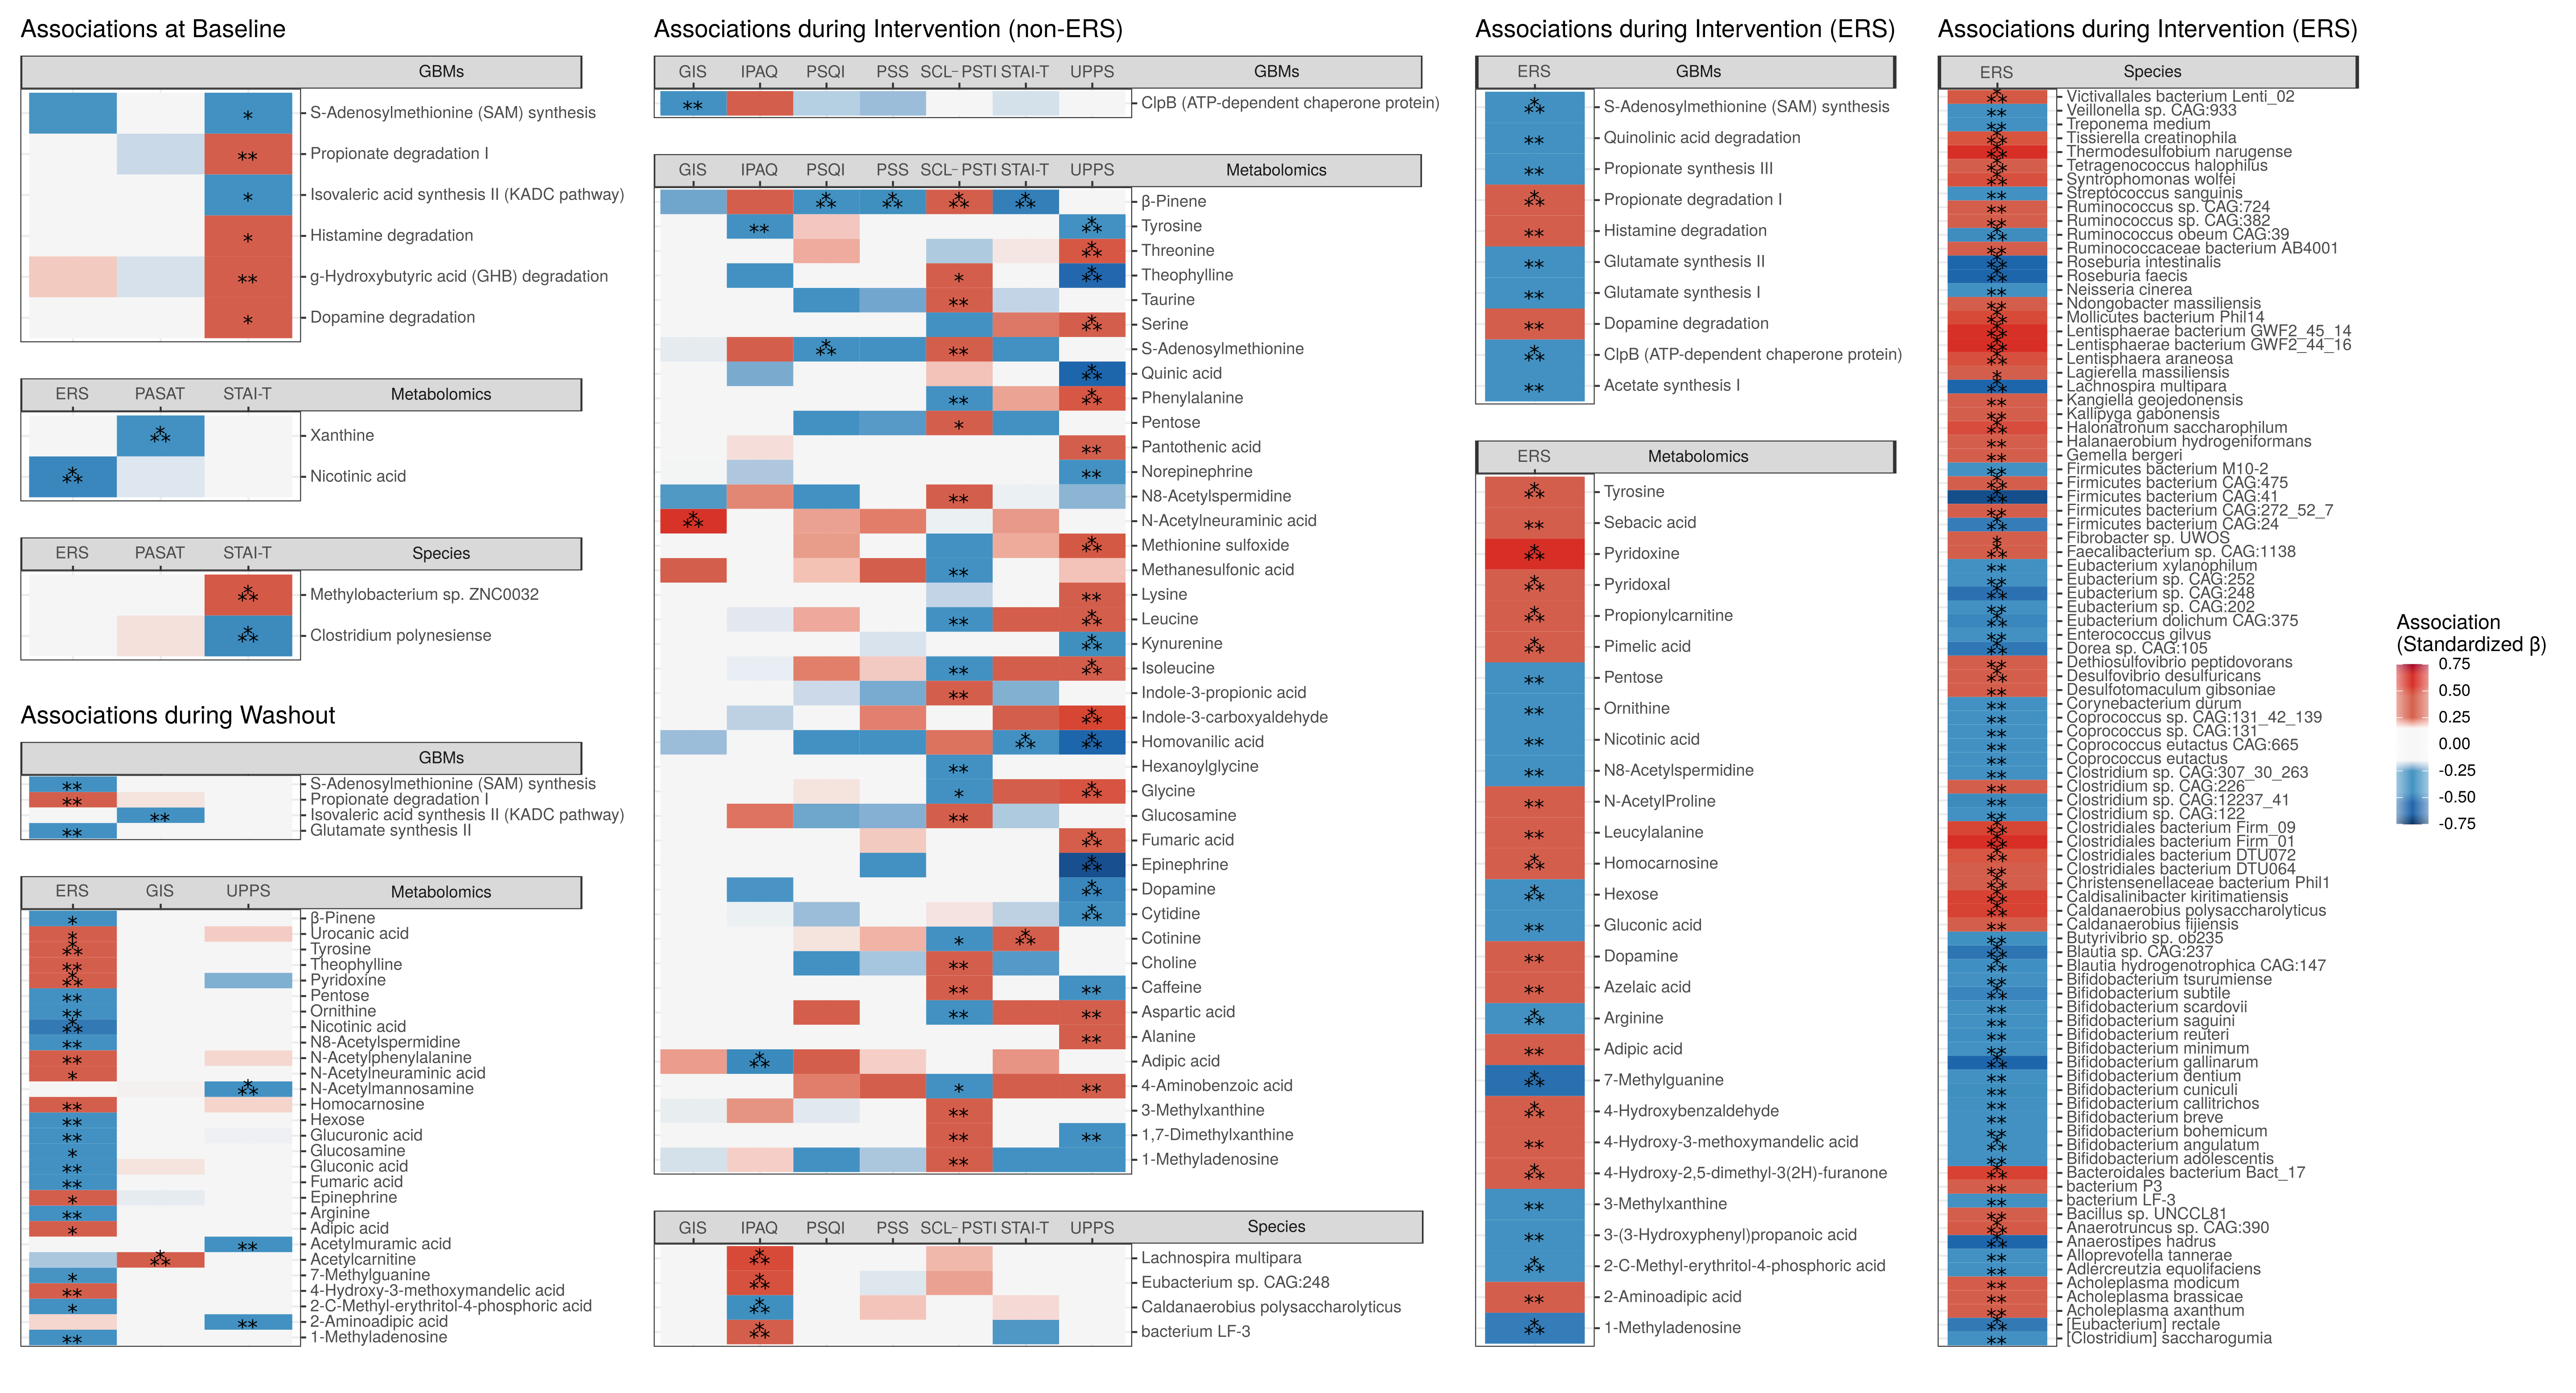 Associations at Baseline
GBMs
* S-Adenosylmethionine (SAM) synthesis
** Propionate degradation I
* Isovaleric acid synthesis II (KADC pathway)
* Histamine degradation
** g-Hydroxybutyric acid (GHB) degradation
* Dopamine degradation
ERS PASAT STAI-T Metabolomics
*** Xanthine
*** Nicotinic acid
ERS PASAT STAI-T Species
*** Methylobacterium sp. ZNC0032
*** Clostridium polynesiense
Associations during Washout
GBMs
** S-Adenosylmethionine (SAM) synthesis
** Propionate degradation I
** Isovaleric acid synthesis II (KADC pathway)
** Glutamate synthesis II
ERS GIS UPPS Metabolomics
* β-Pinene
* Urocanic acid
*** Tyrosine
** Theophylline
*** Pyridoxine
** Pentose
** Ornithine
*** Nicotinic acid
** N8-Acetylspermidine
** N-Acetylphenylalanine
* N-Acetylneuraminic acid
*** N-Acetylmannosamine
** Homocarnosine
** Hexose
** Glucuronic acid
* Glucosamine
** Gluconic acid
** Fumaric acid
* Epinephrine
** Arginine
* Adipic acid
** Acetylmuramic acid
*** Acetylcarnitine
* 7-Methylguanine
** 4-Hydroxy-3-methoxymandelic acid
* 2-C-Methyl-erythritol-4-phosphoric acid
** 2-Aminoadipic acid
** 1-Methyladenosine
Associations during Intervention (non-ERS)
GIS IPAQ PSQI PSS SCL- PSTI STAI-T UPPS GBMs
** ClpB (ATP-dependent chaperone protein)
GIS IPAQ PSQI PSS SCL- PSTI STAI-T UPPS Metabolomics
*** *** *** *** β-Pinene
** *** Tyrosine
*** Threonine
* *** Theophylline
** Taurine
*** Serine
*** ** S-Adenosylmethionine
*** Quinic acid
** *** Phenylalanine
* Pentose
** Pantothenic acid
** Norepinephrine
** N8-Acetylspermidine
*** N-Acetylneuraminic acid
*** Methionine sulfoxide
** Methanesulfonic acid
** Lysine
** *** Leucine
*** Kynurenine
** *** Isoleucine
** Indole-3-propionic acid
*** Indole-3-carboxyaldehyde
*** *** Homovanilic acid
** Hexanoylglycine
* *** Glycine
** Glucosamine
*** Fumaric acid
*** Epinephrine
*** Dopamine
*** Cytidine
* *** Cotinine
** Choline
** ** Caffeine
** ** Aspartic acid
** Alanine
*** Adipic acid
* ** 4-Aminobenzoic acid
** 3-Methylxanthine
** ** 1,7-Dimethylxanthine
** 1-Methyladenosine
GIS IPAQ PSQI PSS SCL- PSTI STAI-T UPPS Species
*** Lachnospira multipara
*** Eubacterium sp. CAG:248
*** Caldanaerobius polysaccharolyticus
*** bacterium LF-3
Associations during Intervention (ERS)
ERS GBMs
*** S-Adenosylmethionine (SAM) synthesis
** Quinolinic acid degradation
** Propionate synthesis III
*** Propionate degradation I
** Histamine degradation
** Glutamate synthesis II
** Glutamate synthesis I
** Dopamine degradation
*** ClpB (ATP-dependent chaperone protein)
** Acetate synthesis I
ERS Metabolomics
*** Tyrosine
** Sebacic acid
*** Pyridoxine
*** Pyridoxal
*** Propionylcarnitine
*** Pimelic acid
** Pentose
** Ornithine
** Nicotinic acid
** N8-Acetylspermidine
** N-AcetylProline
** Leucylalanine
*** Homocarnosine
*** Hexose
** Gluconic acid
** Dopamine
** Azelaic acid
*** Arginine
** Adipic acid
*** 7-Methylguanine
*** 4-Hydroxybenzaldehyde
** 4-Hydroxy-3-methoxymandelic acid
*** 4-Hydroxy-2,5-dimethyl-3(2H)-furanone
** 3-Methylxanthine
** 3-(3-Hydroxyphenyl)propanoic acid
*** 2-C-Methyl-erythritol-4-phosphoric acid
** 2-Aminoadipic acid
*** 1-Methyladenosine
Associations during Intervention (ERS)
ERS Species
Victivallales bacterium Lenti_02
Veillonella sp. CAG:933
Treponema medium
Tissierella creatinophila
Thermodesulfobium narugense
Tetragenococcus halophilus
Syntrophomonas wolfei
Streptococcus sanguinis
Ruminococcus sp. CAG:724
Ruminococcus sp. CAG:382
Ruminococcus obeum CAG:39
Ruminococcaceae bacterium AB4001
Roseburia intestinalis
Roseburia faecis
Neisseria cinerea
Ndongobacter massiliensis
Mollicutes bacterium Phil14
Lentisphaerae bacterium GWF2_45_14
Lentisphaerae bacterium GWF2_44_16
Lentisphaera araneosa
Lagierella massiliensis
Lachnospira multipara
Kangiella geojedonensis
Kallipyga gabonensis
Halonatronum saccharophilum
Halanaerobium hydrogeniformans
Gemella bergeri
Firmicutes bacterium M10-2
Firmicutes bacterium CAG:475
Firmicutes bacterium CAG:41
Firmicutes bacterium CAG:272_52_7
Firmicutes bacterium CAG:24
Fibrobacter sp. UWOS
Faecalibacterium sp. CAG:1138
Eubacterium xylanophilum
Eubacterium sp. CAG:252
Eubacterium sp. CAG:248
Eubacterium sp. CAG:202
Eubacterium dolichum CAG:375
Enterococcus gilvus
Dorea sp. CAG:105
Dethiosulfovibrio peptidovorans
Desulfovibrio desulfuricans
Desulfotomaculum gibsoniae
Corynebacterium durum
Coprococcus sp. CAG:131_42_139
Coprococcus sp. CAG:131
Coprococcus eutactus CAG:665
Coprococcus eutactus
Clostridium sp. CAG:307_30_263
Clostridium sp. CAG:226
Clostridium sp. CAG:12237_41
Clostridium sp. CAG:122
Clostridiales bacterium Firm_09
Clostridiales bacterium Firm_01
Clostridiales bacterium DTU072
Clostridiales bacterium DTU064
Christensenellaceae bacterium Phil1
Caldisalinibacter kiritimatiensis
Caldanaerobius polysaccharolyticus
Caldanaerobius fijiensis
Butyrivibrio sp. ob235
Blautia sp. CAG:237
Blautia hydrogenotrophica CAG:147
Bifidobacterium tsurumiense
Bifidobacterium subtile
Bifidobacterium scardovii
Bifidobacterium saguini
Bifidobacterium reuteri
Bifidobacterium minimum
Bifidobacterium gallinarum
Bifidobacterium dentium
Bifidobacterium cuniculi
Bifidobacterium callitrichos
Bifidobacterium breve
Bifidobacterium bohemicum
Bifidobacterium angulatum
Bifidobacterium adolescentis
Bacteroidales bacterium Bact_17
bacterium P3
bacterium LF-3
Bacillus sp. UNCCL81
Anaerotruncus sp. CAG:390
Anaerostipes hadrus
Alloprevotella tannerae
Adlercreutzia equolifaciens
Acholeplasma modicum
Acholeplasma brassicae
Acholeplasma axanthum
[Eubacterium] rectale
[Clostridium] saccharogumia
Association
(Standardized β)
0.75
0.50
0.25
0.00
-0.25
-0.50
-0.75